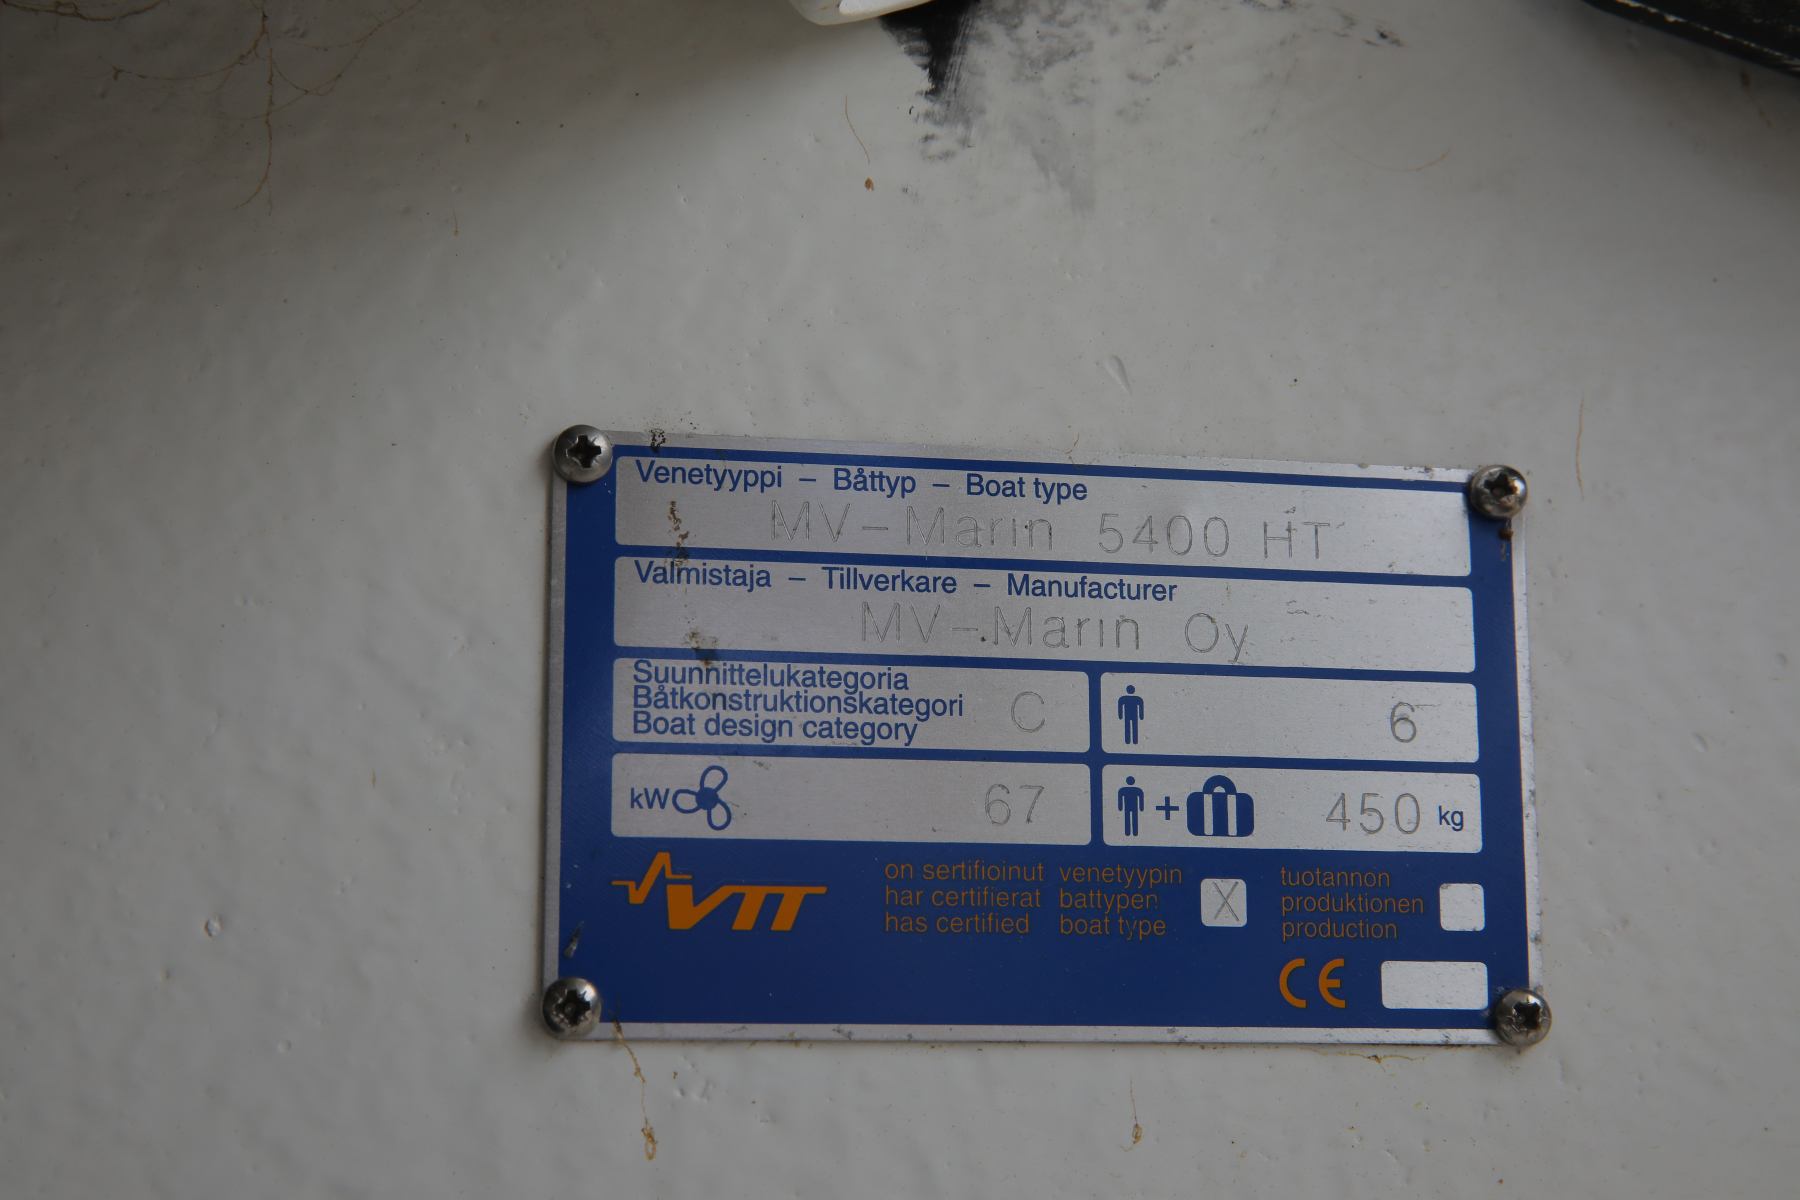 Venetyyppi – Båttyp – Boat type
MV-Marin 5400 HT
Valmistaja – Tillverkare – Manufacturer
MV-Marin Oy
Suunnittelukategoria
Båtkonstruktionskategori
Boat design category
C
6
kW 67
+ 450 kg
VTT
on sertifioinut venetyypin
har certifierat battypen
has certified boat type
X
tuotannon
produktionen
production
CE